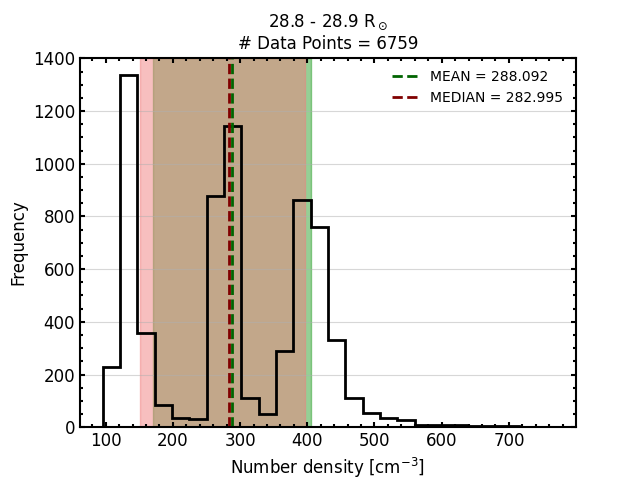 28.8 - 28.9 R⊙
# Data Points = 6759
MEAN = 288.092
MEDIAN = 282.995
Frequency
1400
1200
1000
800
600
400
200
0
100 200 300 400 500 600 700
Number density [cm⁻³]